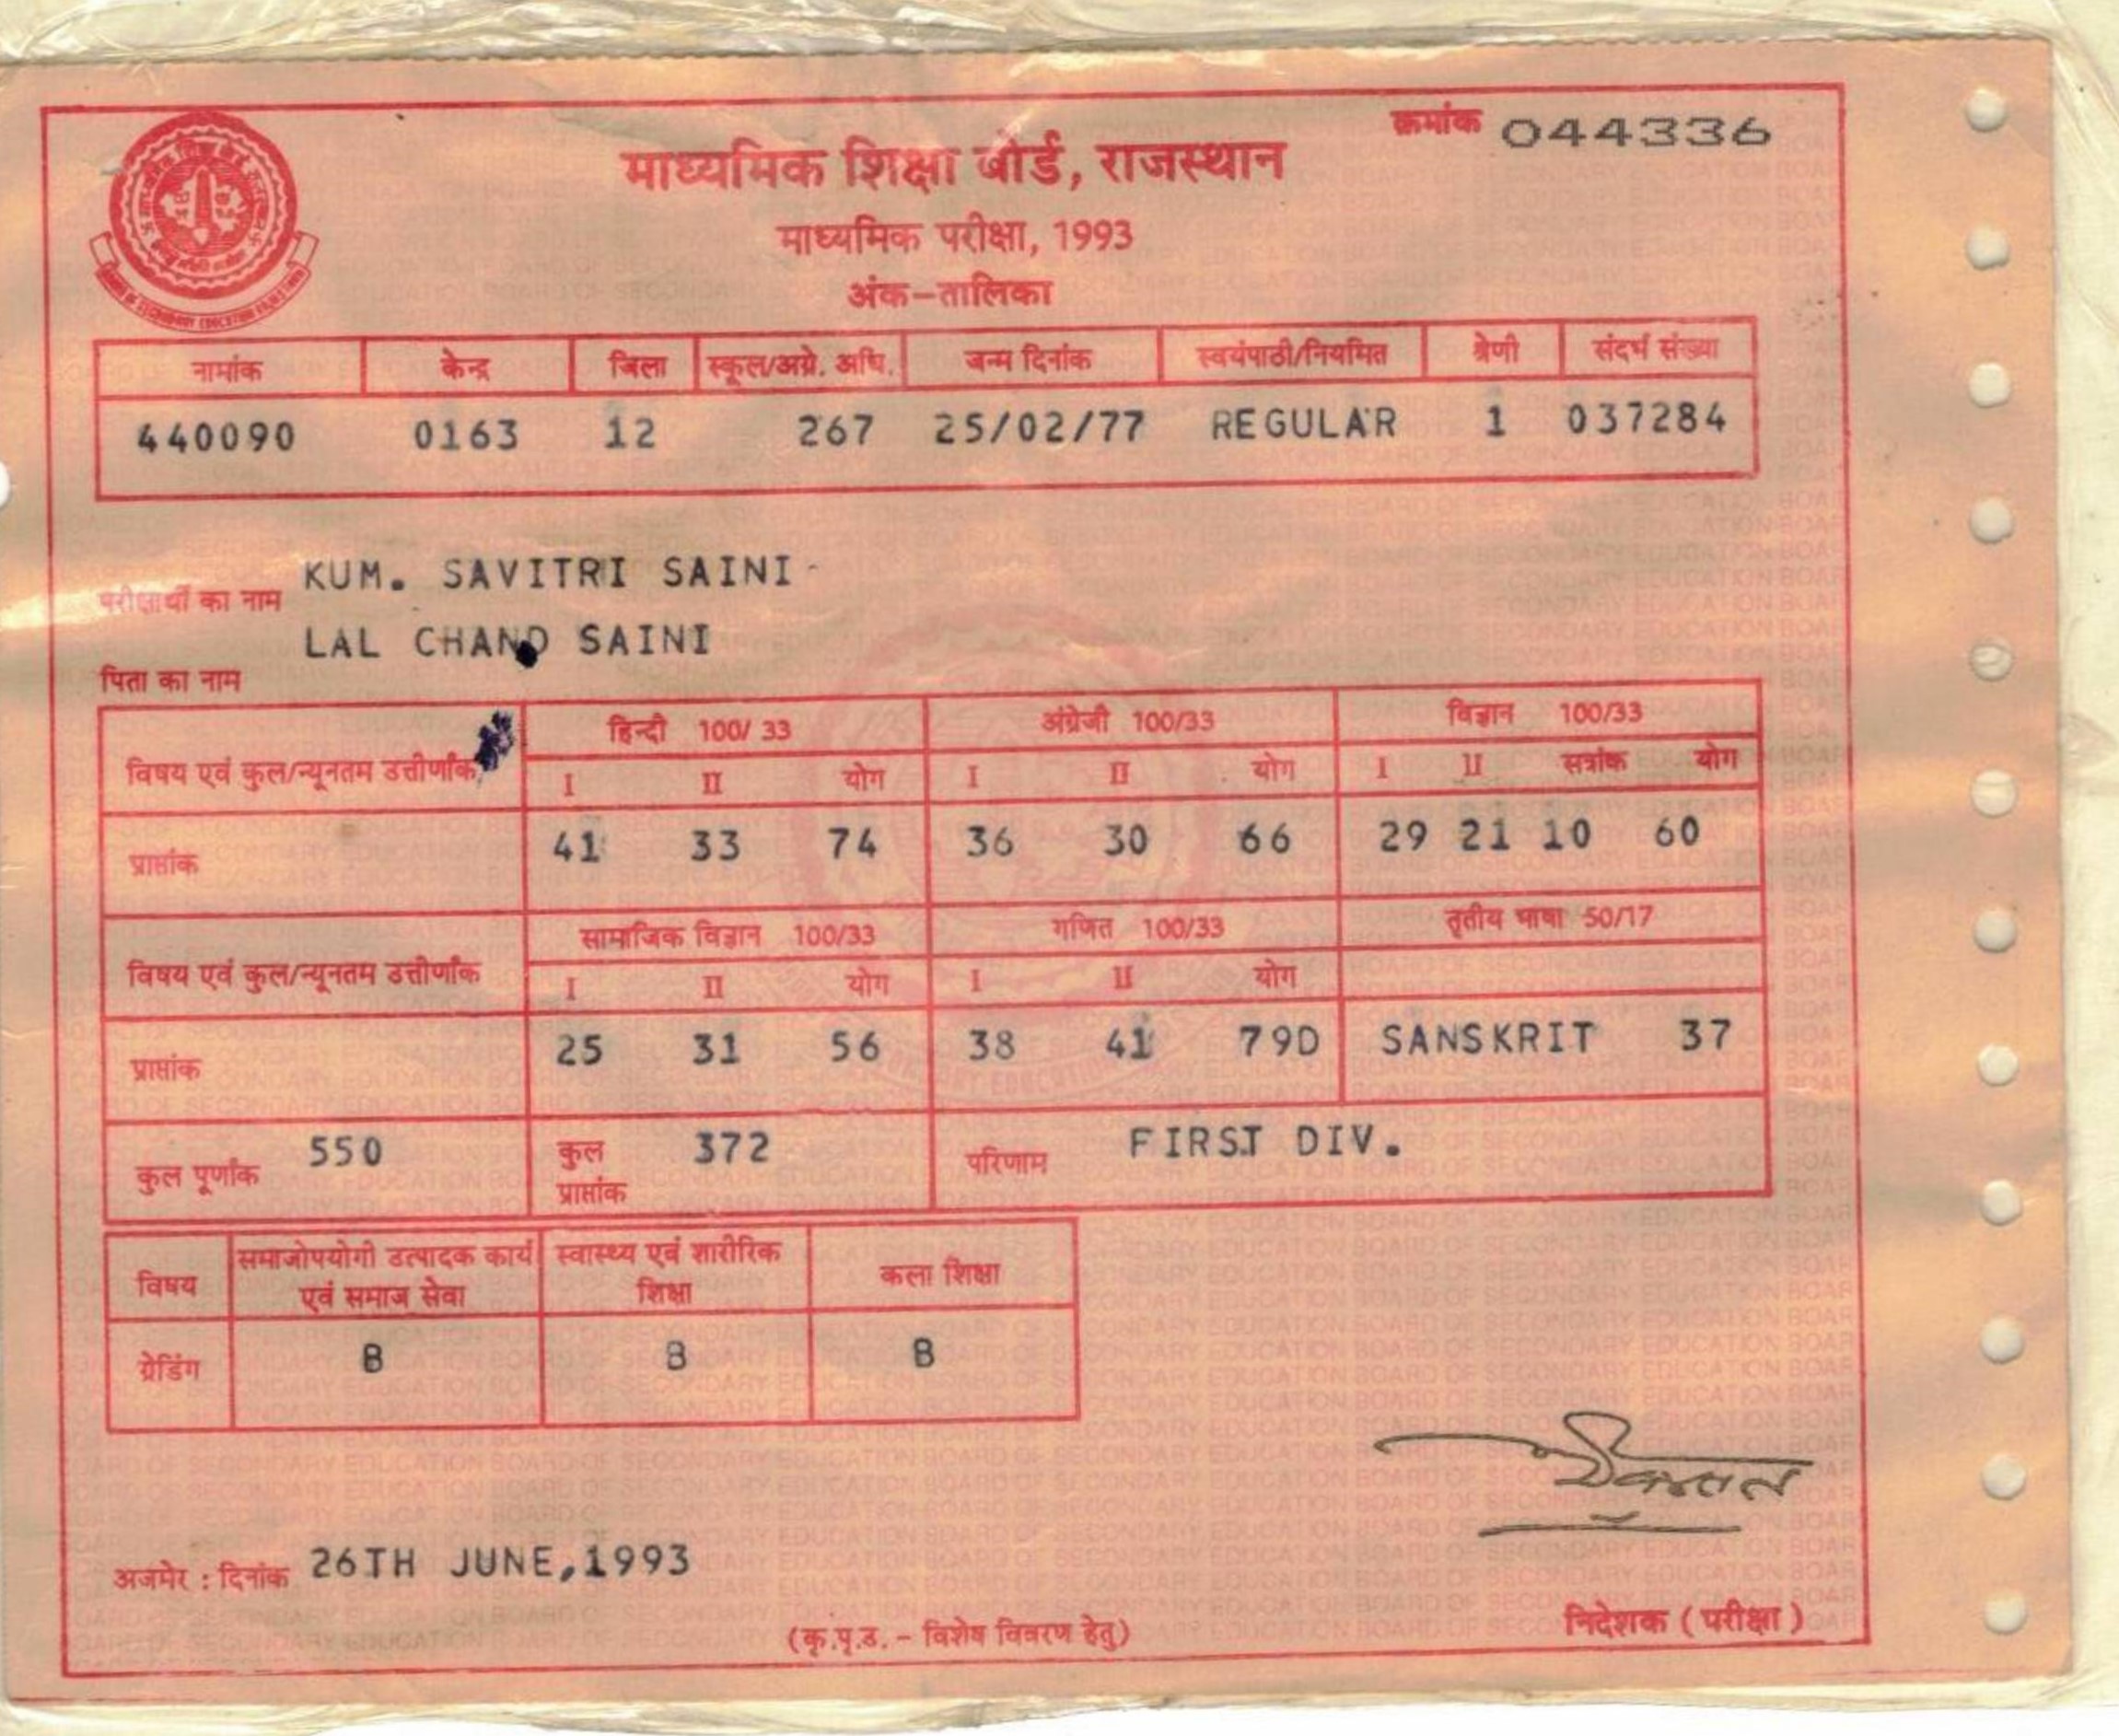 क्रमांक 044336
माध्यमिक शिक्षा बोर्ड, राजस्थान
माध्यमिक परीक्षा, 1993
अंक-तालिका
नामांक केन्द्र जिला स्कूल/अग्रे. अधि. जन्म दिनांक स्वयंपाठी/नियमित श्रेणी संदर्भ संख्या
440090 0163 12 267 25/02/77 REGULAR 1 037284
परीक्षार्थी का नाम KUM. SAVITRI SAINI
LAL CHAND SAINI
पिता का नाम
हिन्दी 100/ 33 अंग्रेजी 100/33 विज्ञान 100/33
विषय एवं कुल/न्यूनतम उत्तीर्णांक I II योग I II योग I II सत्रांक योग
प्राप्तांक 41 33 74 36 30 66 29 21 10 60
सामाजिक विज्ञान 100/33 गणित 100/33 तृतीय भाषा 50/17
विषय एवं कुल/न्यूनतम उत्तीर्णांक I II योग I II योग
प्राप्तांक 25 31 56 38 41 79D SANSKRIT 37
कुल पूर्णांक 550 कुल प्राप्तांक 372 परिणाम FIRST DIV.
विषय समाजोपयोगी उत्पादक कार्य एवं समाज सेवा स्वास्थ्य एवं शारीरिक शिक्षा कला शिक्षा
ग्रेडिंग B B B
अजमेर : दिनांक 26TH JUNE,1993
(कृ.पृ.उ. - विशेष विवरण हेतु)
निदेशक ( परीक्षा )